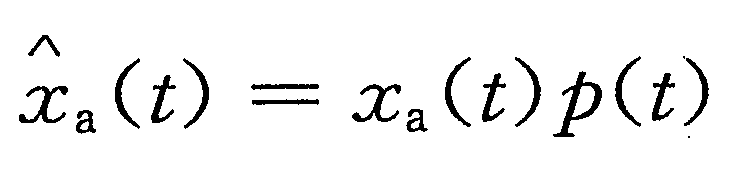 x̂ₐ(t) = xₐ(t)p(t)